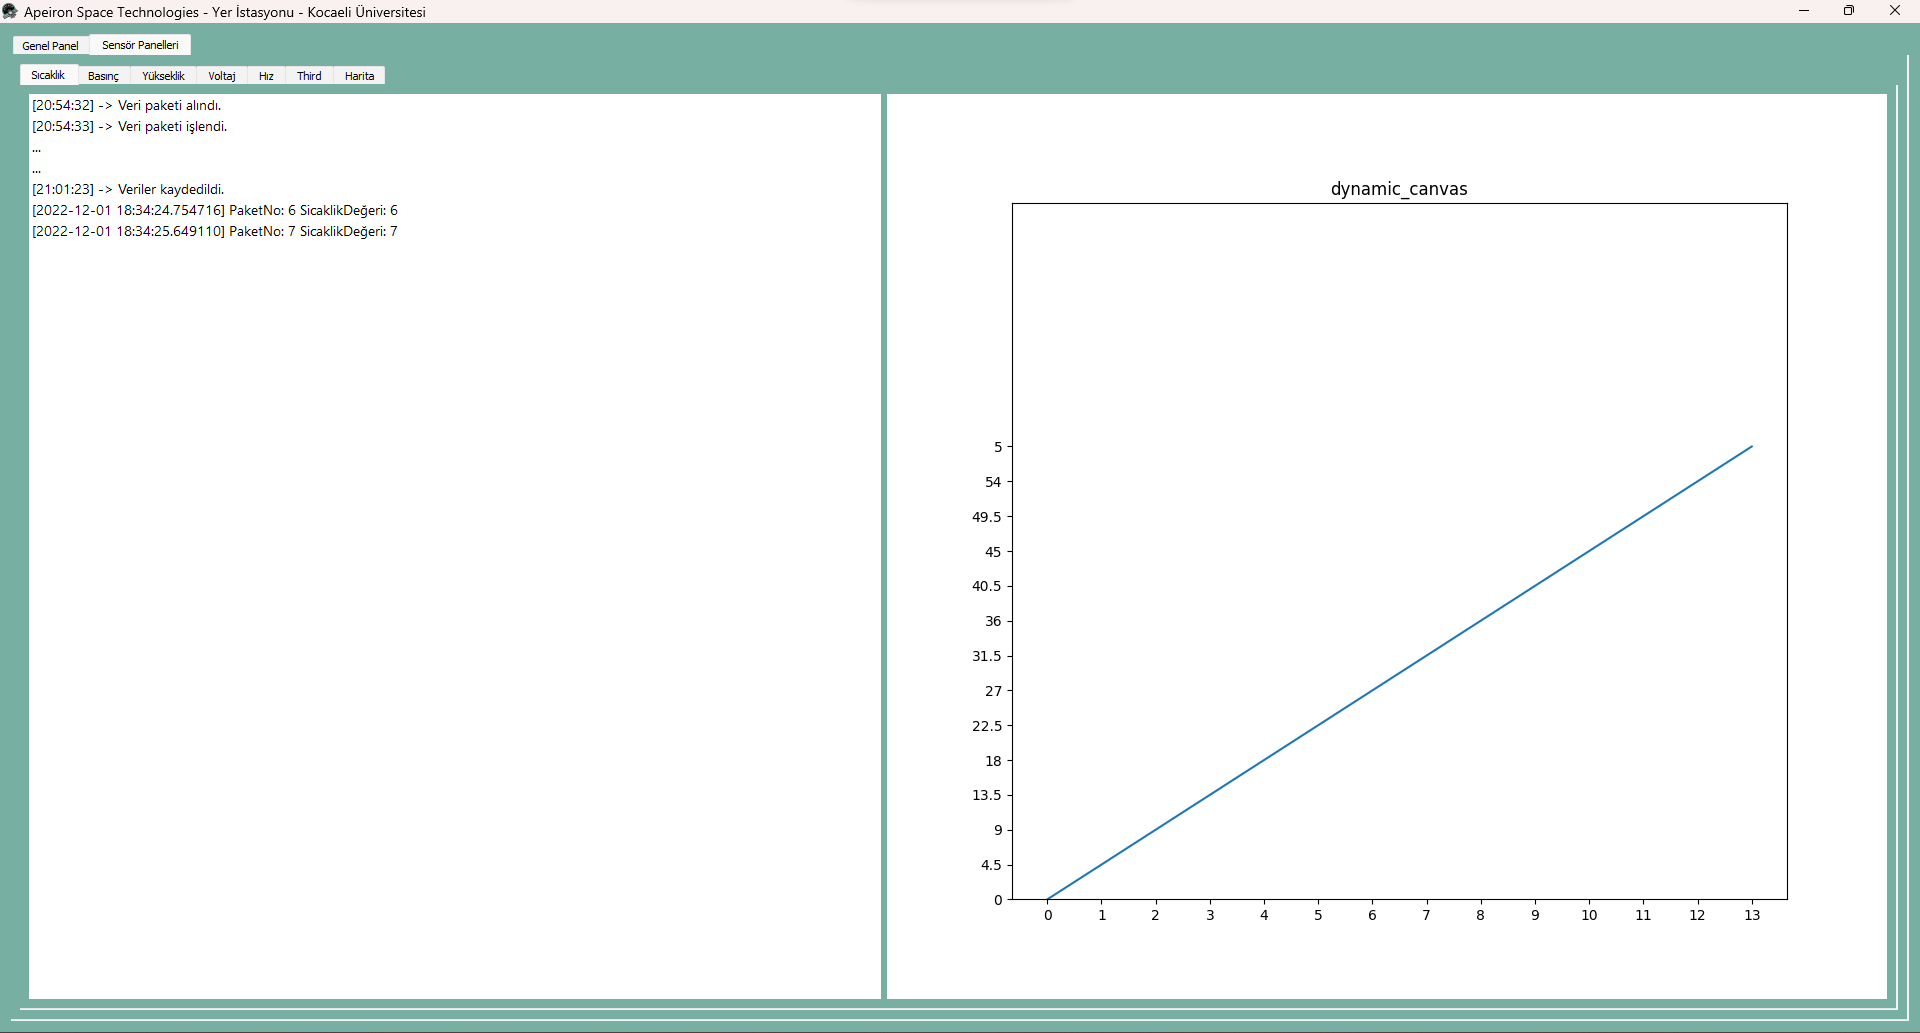 Apeiron Space Technologies - Yer İstasyonu - Kocaeli Üniversitesi
Genel Panel Sensör Panelleri
Sıcaklık Basınç Yükseklik Voltaj Hız Third Harita
[20:54:32] -> Veri paketi alındı.
[20:54:33] -> Veri paketi işlendi.
...
...
[21:01:23] -> Veriler kaydedildi.
[2022-12-01 18:34:24.754716] PaketNo: 6 SicaklikDeğeri: 6
[2022-12-01 18:34:25.649110] PaketNo: 7 SicaklikDeğeri: 7
dynamic_canvas
5
54
49.5
45
40.5
36
31.5
27
22.5
18
13.5
9
4.5
0
0 1 2 3 4 5 6 7 8 9 10 11 12 13